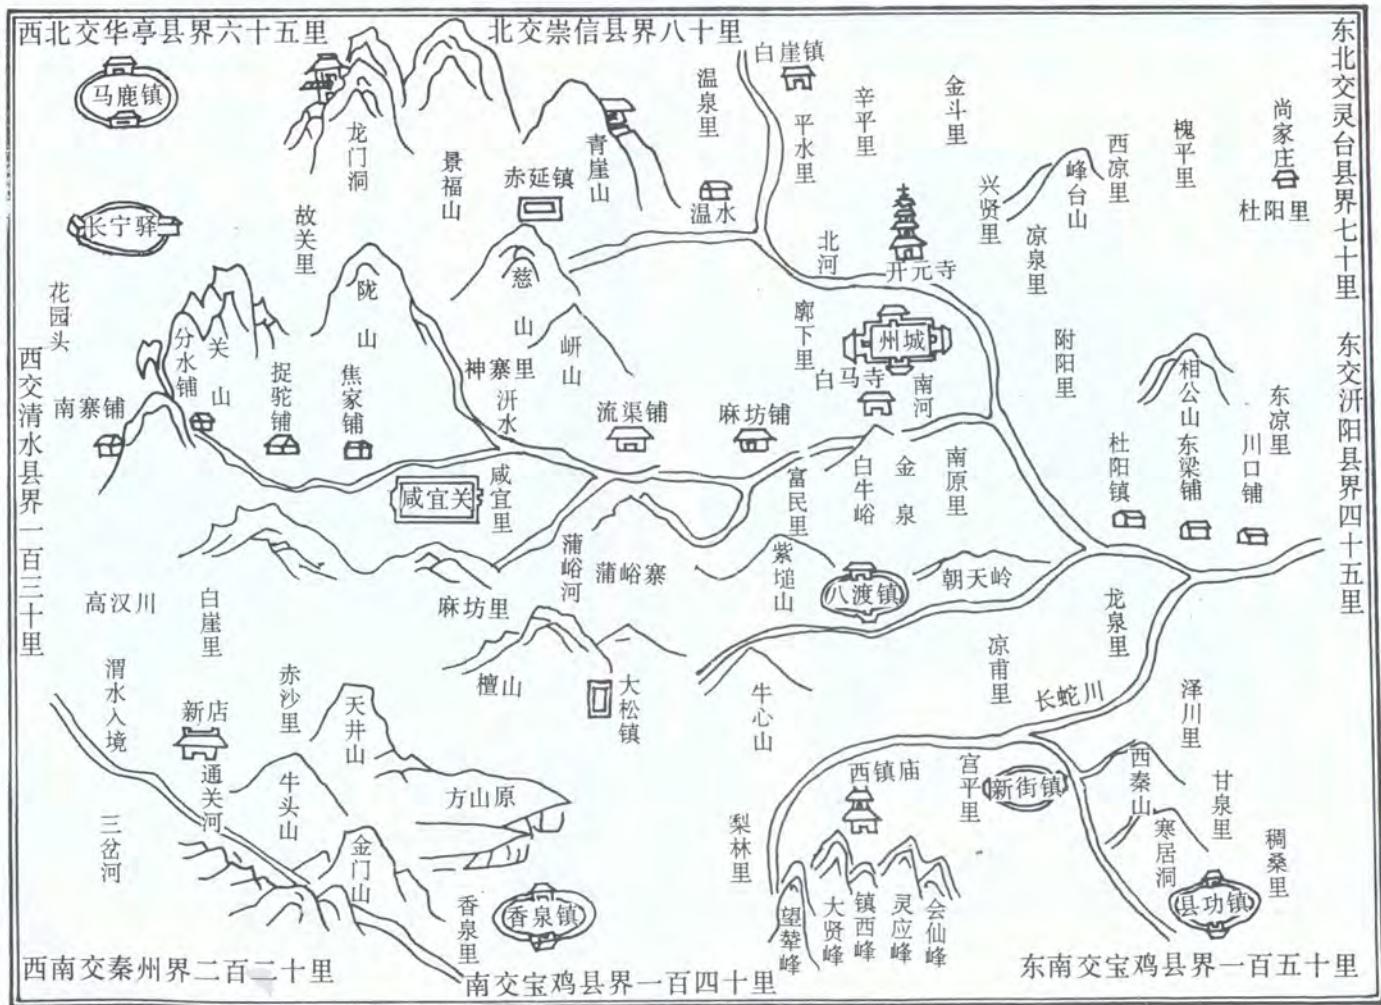 西北交华亭县界六十五里
北交崇信县界八十里
东北交灵台县界七十里
东交汧阳县界四十五里
西交清水县界一百三十里
西南交秦州界二百二十里
南交宝鸡县界一百四十里
东南交宝鸡县界一百五十里
马鹿镇
龙门洞
景福山
赤延镇
青崖山
温泉里
白崖镇
平水里
辛平里
金斗里
兴贤里
峰台山
西凉里
槐平里
尚家庄
杜阳里
长宁驿
故关里
温水
北河
开元寺
凉泉里
花园头
分水铺
关山
捉驼铺
陇山
焦家铺
慈山
岍山
神寨里
汧水
廓下里
州城
白马寺
南河
附阳里
相公山
东凉里
南寨铺
流渠铺
麻坊铺
咸宜关
咸宜里
富民里
白牛峪
金泉
南原里
杜阳镇
东梁铺
川口铺
高汉川
白崖里
麻坊里
蒲峪河
蒲峪寨
紫塠山
八渡镇
朝天岭
龙泉里
凉甫里
渭水入境
新店
赤沙里
天井山
檀山
大松镇
牛心山
长蛇川
泽川里
通关河
牛头山
方山原
三岔河
金门山
香泉里
香泉镇
梨林里
西镇庙
宫平里
新街镇
西秦山
甘泉里
寒居洞
稠桑里
县功镇
望辇峰
大贤峰
镇西峰
灵应峰
会仙峰